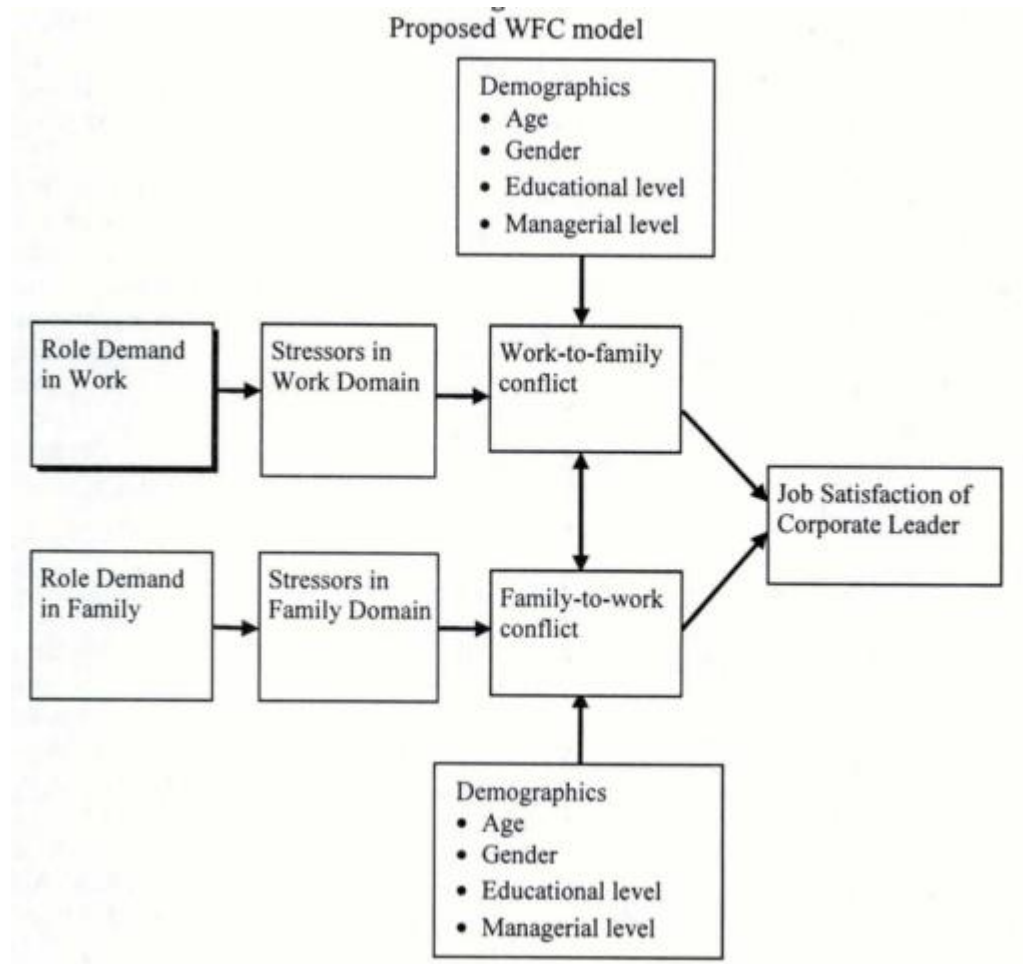 Proposed WFC model
Demographics
• Age
• Gender
• Educational level
• Managerial level
Role Demand
in Work
Stressors in
Work Domain
Work-to-family
conflict
Job Satisfaction of
Corporate Leader
Role Demand
in Family
Stressors in
Family Domain
Family-to-work
conflict
Demographics
• Age
• Gender
• Educational level
• Managerial level